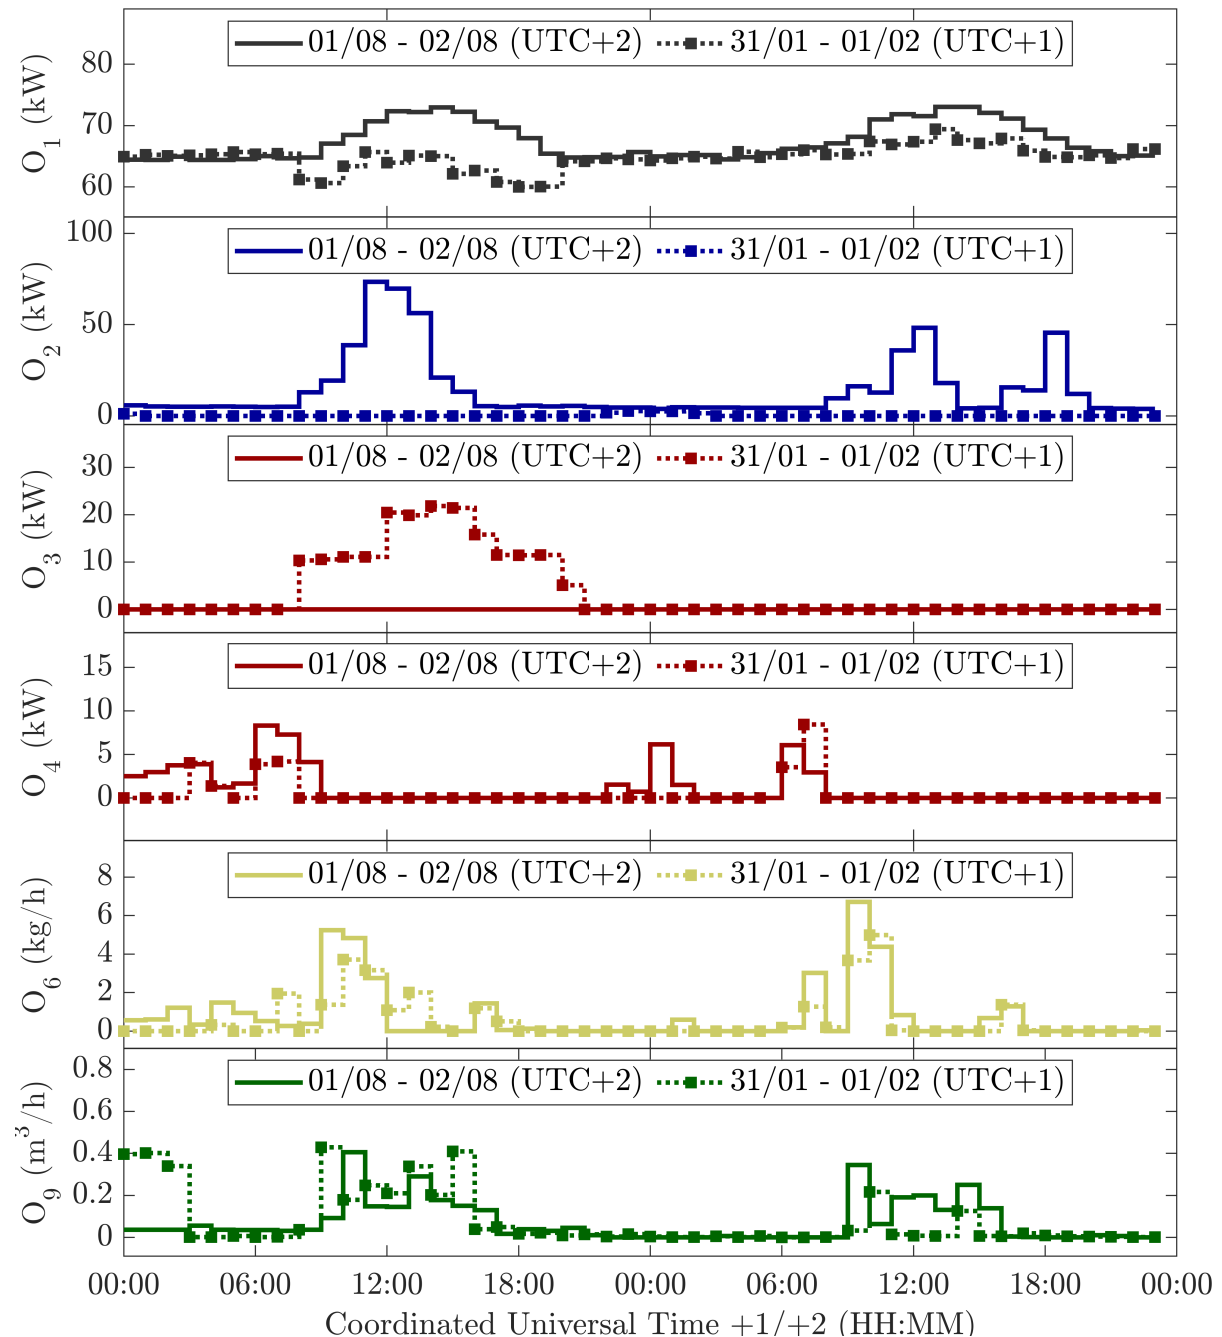 01/08 - 02/08 (UTC+2) 31/01 - 01/02 (UTC+1)
O1 (kW)
80
70
60
01/08 - 02/08 (UTC+2) 31/01 - 01/02 (UTC+1)
O2 (kW)
100
50
0
01/08 - 02/08 (UTC+2) 31/01 - 01/02 (UTC+1)
O3 (kW)
30
20
10
0
01/08 - 02/08 (UTC+2) 31/01 - 01/02 (UTC+1)
O4 (kW)
15
10
5
0
01/08 - 02/08 (UTC+2) 31/01 - 01/02 (UTC+1)
O6 (kg/h)
8
6
4
2
0
01/08 - 02/08 (UTC+2) 31/01 - 01/02 (UTC+1)
O9 (m³/h)
0.8
0.6
0.4
0.2
0
00:00 06:00 12:00 18:00 00:00 06:00 12:00 18:00 00:00
Coordinated Universal Time +1/+2 (HH:MM)